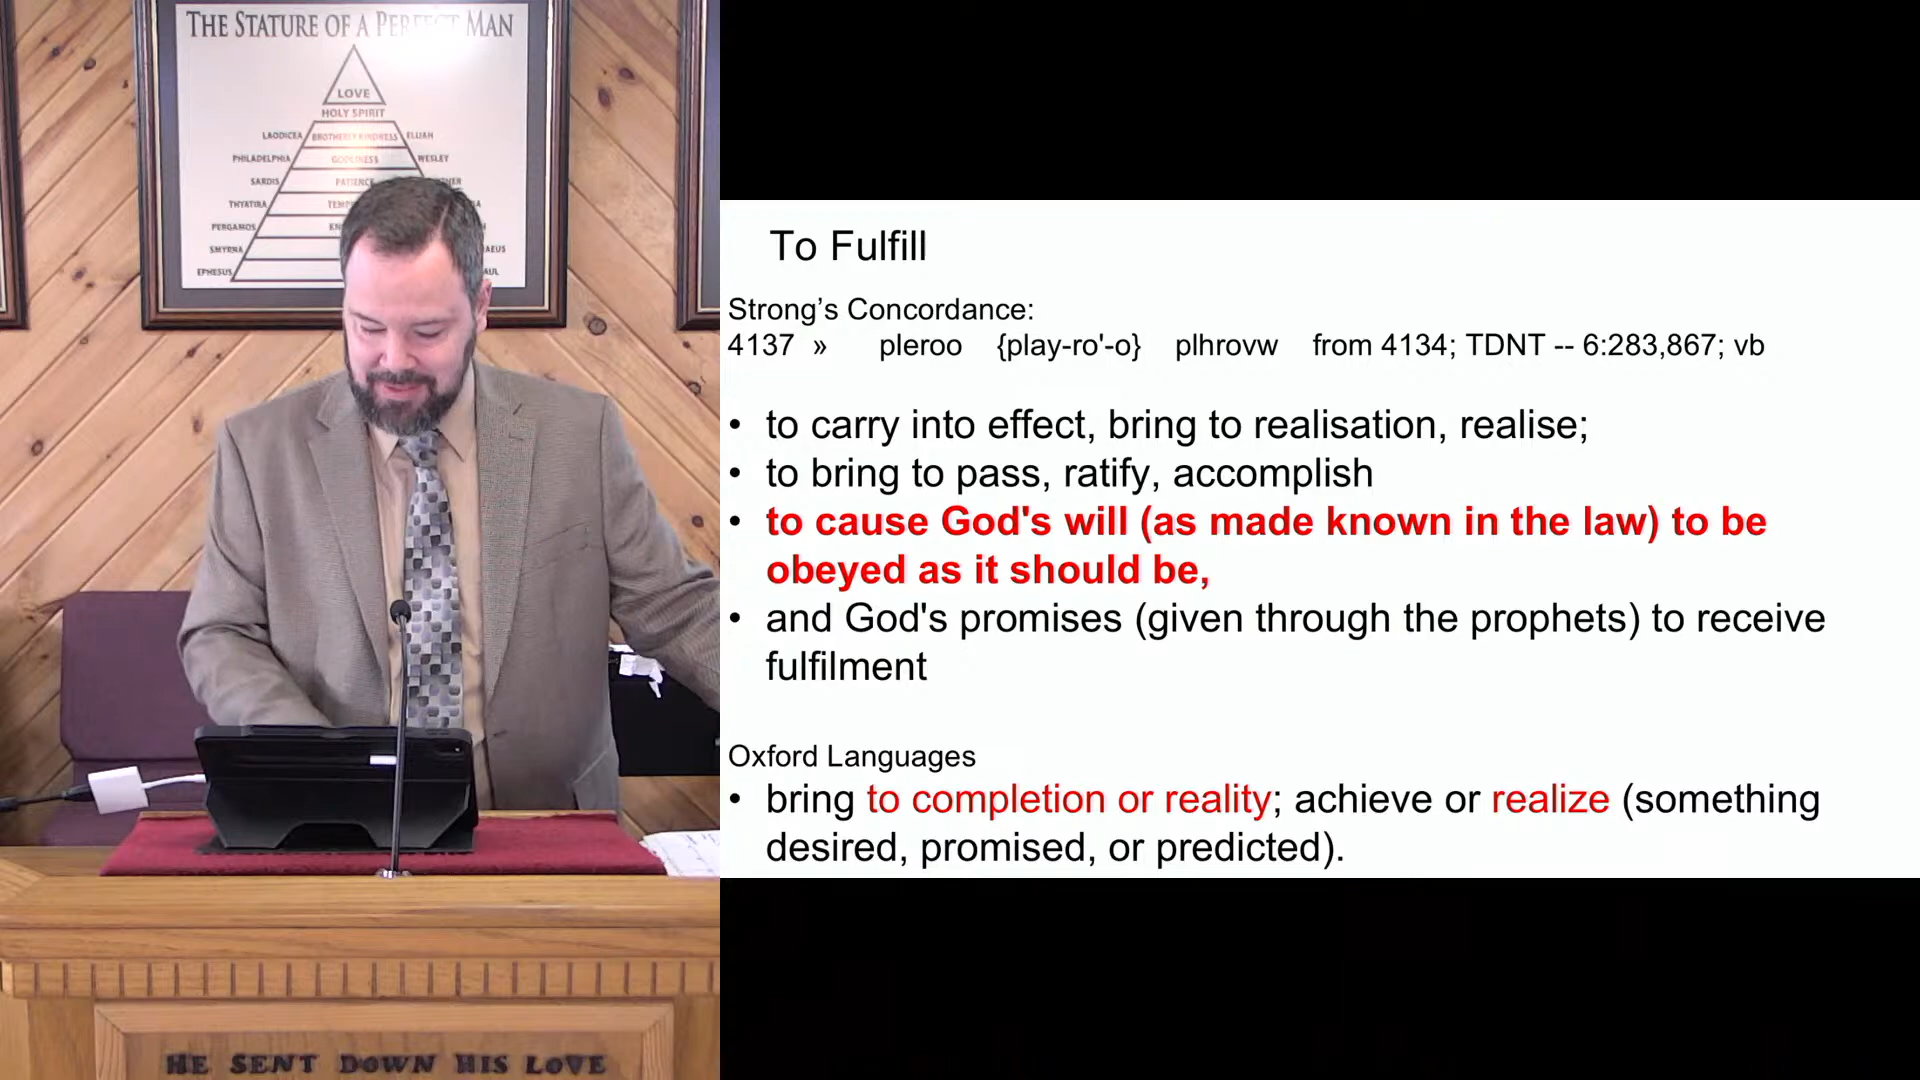 THE STATURE OF A PERFECT MAN
LOVE
HOLY SPIRIT
LAODICEA BROTHERLY KINDNESS ELIJAH
PHILADELPHIA GODLINESS WESLEY
SARDIS PATIENCE
THYATIRA
PERGAMOS
SMYRNA
EPHESUS
HE SENT DOWN HIS LOVE
To Fulfill
Strong’s Concordance:
4137 » pleroo {play-ro'-o} plhrovw from 4134; TDNT -- 6:283,867; vb
• to carry into effect, bring to realisation, realise;
• to bring to pass, ratify, accomplish
• to cause God's will (as made known in the law) to be
obeyed as it should be,
• and God's promises (given through the prophets) to receive
fulfilment
Oxford Languages
• bring to completion or reality; achieve or realize (something
desired, promised, or predicted).